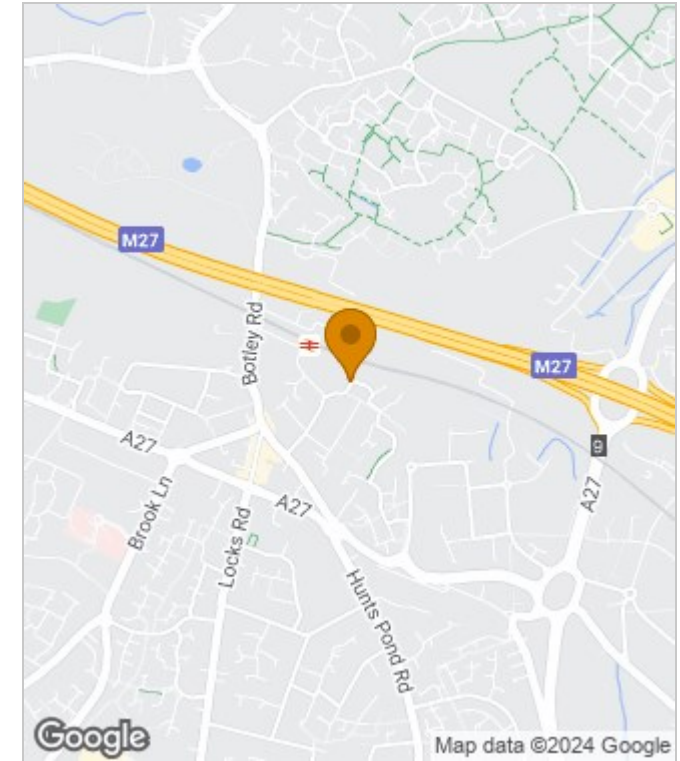 M27
Botley Rd
M27
A27
9
A27
Brook Ln
Locks Rd
A27
Hunts Pond Rd
Google
Map data ©2024 Google